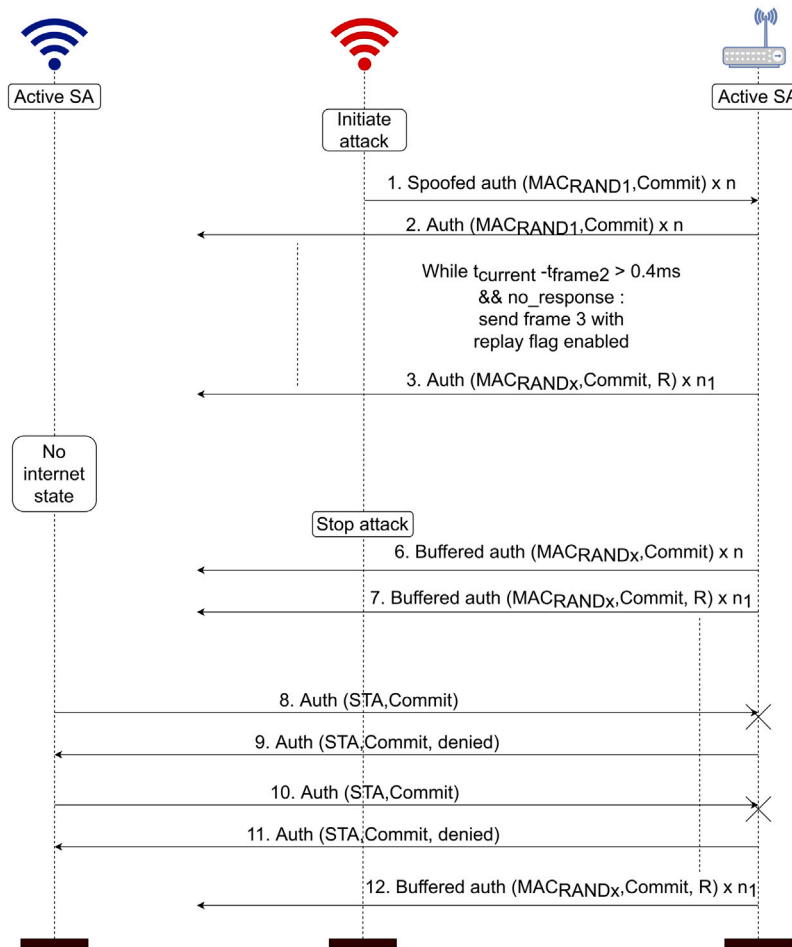 Active SA
Active SA
Initiate
attack
1. Spoofed auth (MACRAND1,Commit) x n
2. Auth (MACRAND1,Commit) x n
While tcurrent -tframe2 > 0.4ms
&& no_response :
send frame 3 with
replay flag enabled
3. Auth (MACRANDx,Commit, R) x n1
No
internet
state
Stop attack
6. Buffered auth (MACRANDx,Commit) x n
7. Buffered auth (MACRANDx,Commit, R) x n1
8. Auth (STA,Commit)
9. Auth (STA,Commit, denied)
10. Auth (STA,Commit)
11. Auth (STA,Commit, denied)
12. Buffered auth (MACRANDx,Commit, R) x n1